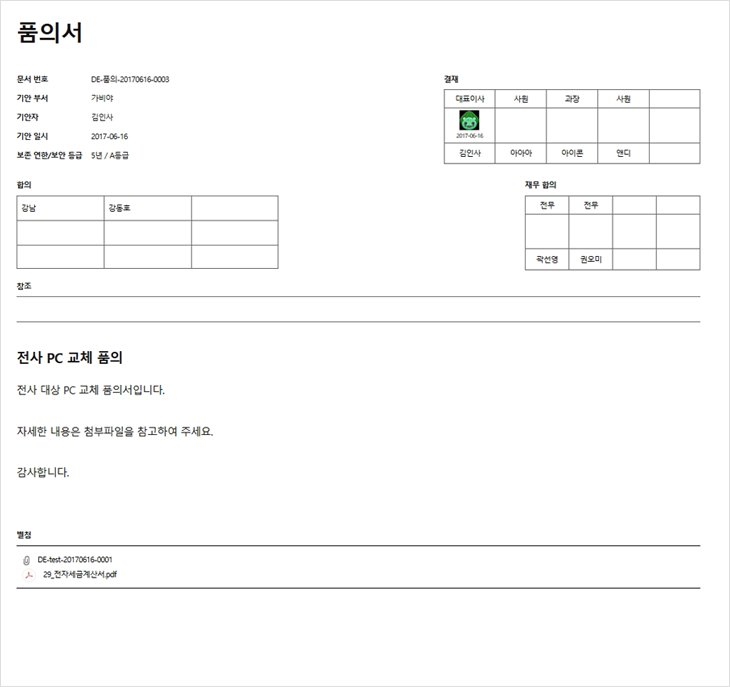 품의서
문서 번호 DE-품의-20170616-0003
기안 부서 가비야
기안자 김인사
기안 일시 2017-06-16
보존 연한/보안 등급 5년 / A등급
결재
대표이사 사원 과장 사원
2017-06-16
김인사 아아아 아이콘 앤디
합의
강남 강동호
재무 합의
전무 전무
곽선영 권오미
참조
전사 PC 교체 품의
전사 대상 PC 교체 품의서입니다.
자세한 내용은 첨부파일을 참고하여 주세요.
감사합니다.
별첨
DE-test-20170616-0001
29_전자세금계산서.pdf